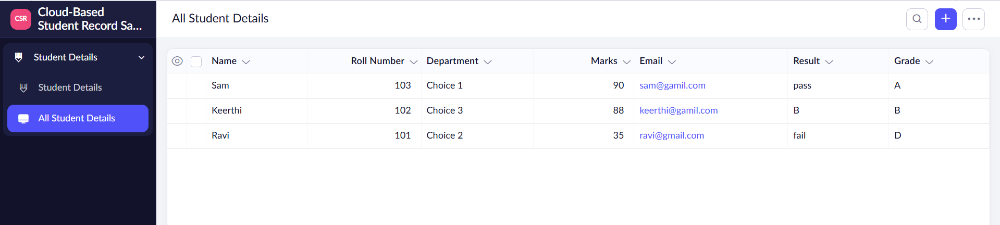 CSR
Cloud-Based
Student Record Sa...
Student Details
Student Details
All Student Details
All Student Details
Name Roll Number Department Marks Email Result Grade
Sam 103 Choice 1 90 sam@gamil.com pass A
Keerthi 102 Choice 3 88 keerthi@gamil.com B B
Ravi 101 Choice 2 35 ravi@gmail.com fail D